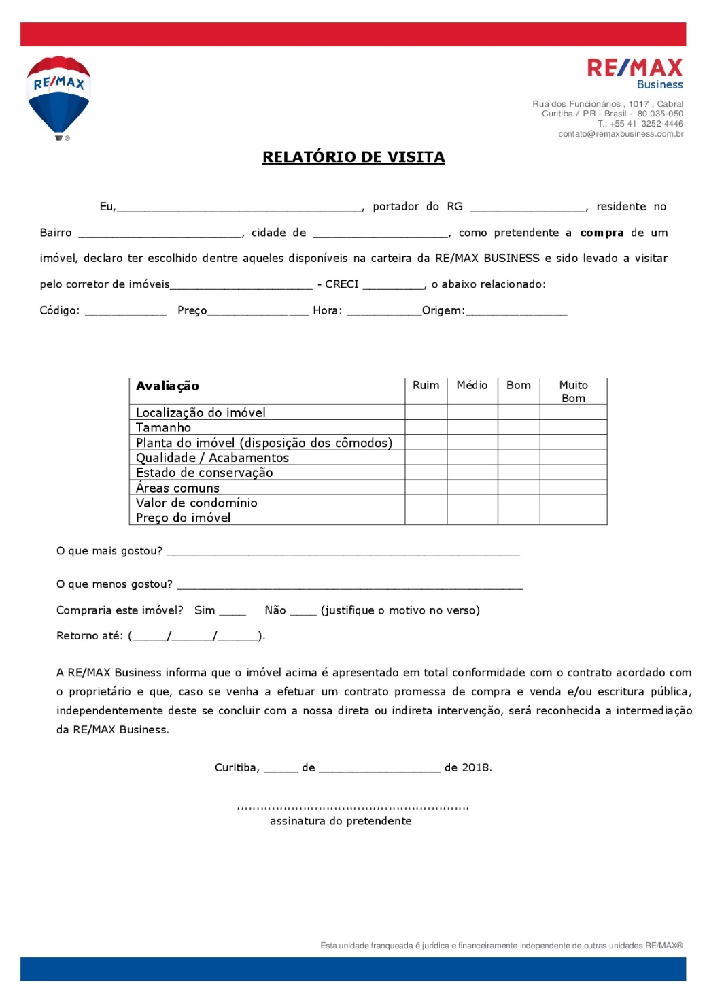 RE/MAX
®
RE/MAX
Business
Rua dos Funcionários , 1017 , Cabral
Curitiba / PR - Brasil - 80.035-050
T.: +55 41 3252-4446
contato@remaxbusiness.com.br
RELATÓRIO DE VISITA
Eu,____________________________________, portador do RG _________________, residente no
Bairro ________________________, cidade de ____________________, como pretendente a compra de um
imóvel, declaro ter escolhido dentre aqueles disponíveis na carteira da RE/MAX BUSINESS e sido levado a visitar
pelo corretor de imóveis_____________________ - CRECI _________, o abaixo relacionado:
Código: ____________ Preço_______________ Hora: ___________Origem:_______________
Avaliação Ruim Médio Bom Muito
Bom
Localização do imóvel
Tamanho
Planta do imóvel (disposição dos cômodos)
Qualidade / Acabamentos
Estado de conservação
Áreas comuns
Valor de condomínio
Preço do imóvel
O que mais gostou? ____________________________________________________
O que menos gostou? ___________________________________________________
Compraria este imóvel? Sim ____ Não ____ (justifique o motivo no verso)
Retorno até: (_____/______/______).
A RE/MAX Business informa que o imóvel acima é apresentado em total conformidade com o contrato acordado com
o proprietário e que, caso se venha a efetuar um contrato promessa de compra e venda e/ou escritura pública,
independentemente deste se concluir com a nossa direta ou indireta intervenção, será reconhecida a intermediação
da RE/MAX Business.
Curitiba, _____ de __________________ de 2018.
............................................................
assinatura do pretendente
Esta unidade franqueada é jurídica e financeiramente independente de outras unidades RE/MAX®